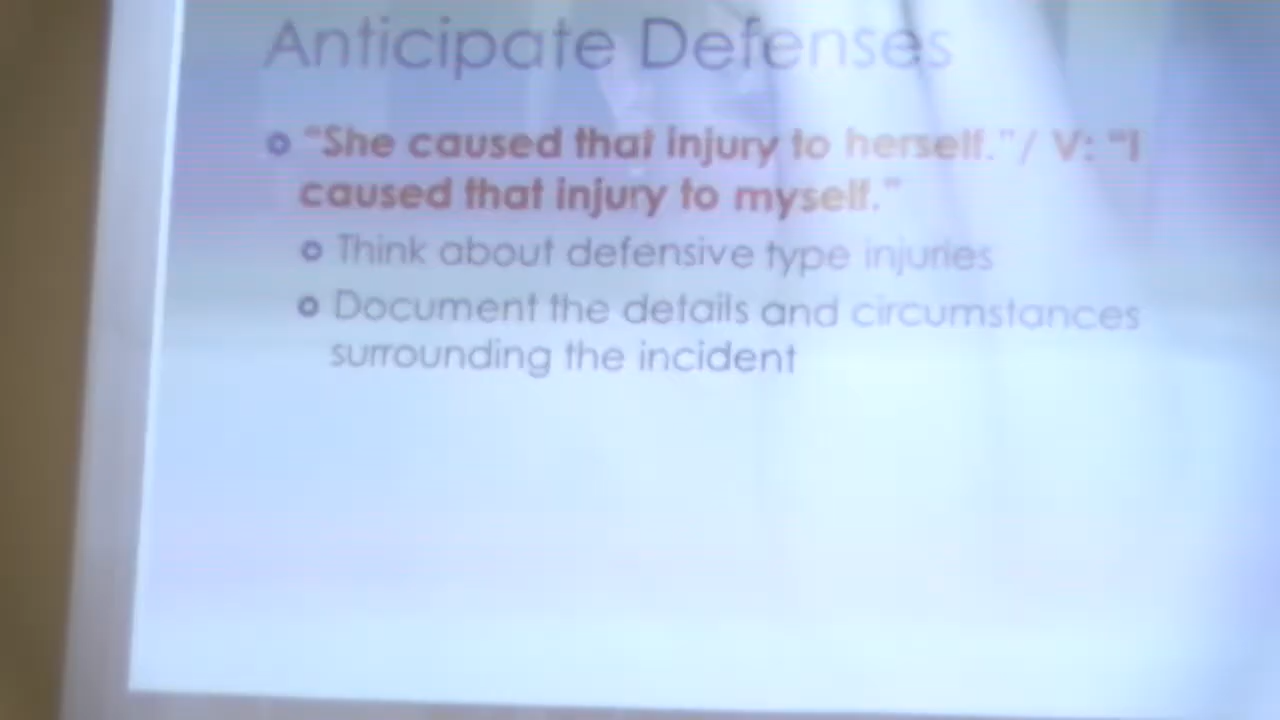 Anticipate Defenses
"She caused that injury to herself."/ V: "I
caused that injury to myself."
Think about defensive type injuries
Document the details and circumstances
surrounding the incident